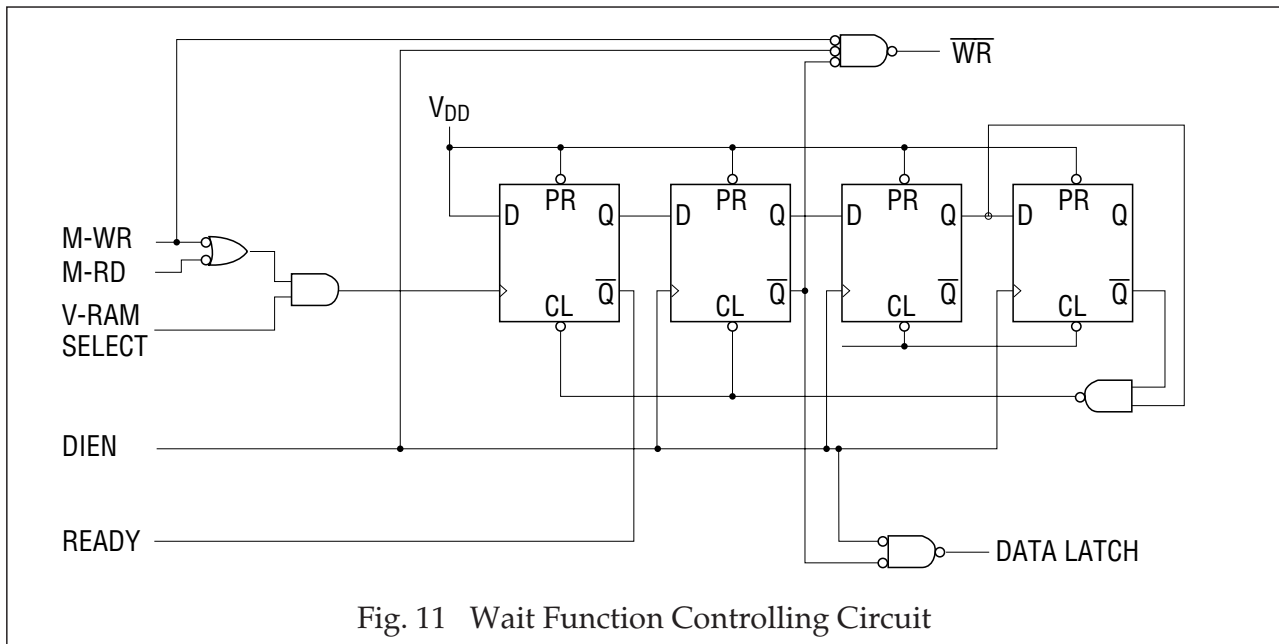 WR
VDD
PR PR PR PR
D Q D Q D Q D Q
M-WR
M-RD
CL Q CL Q CL Q CL Q
V-RAM
SELECT
DIEN
READY
DATA LATCH
Fig. 11 Wait Function Controlling Circuit